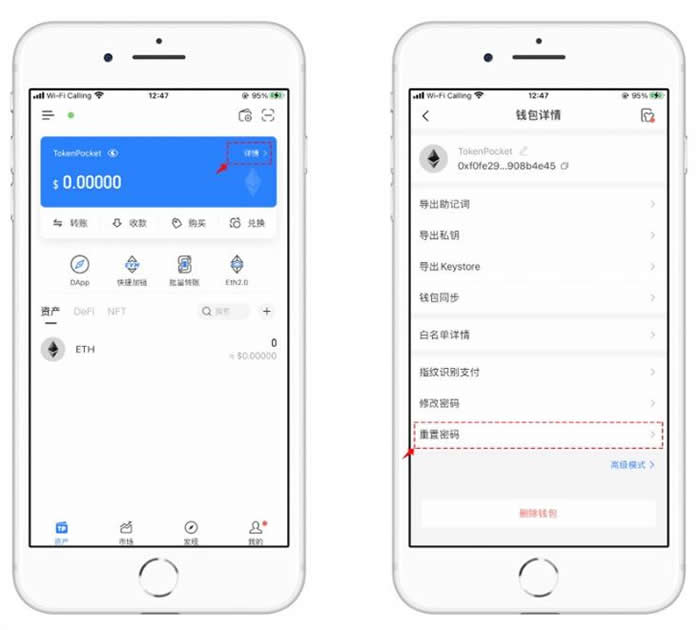 Wi-Fi Calling 12:47 95%
TokenPocket 详情 >
$ 0.00000
转账 收款 购买 兑换
DApp 快捷加链 批量转账 Eth2.0
资产 DeFi NFT 搜索 +
ETH 0
≈ $0.00000
TP
资产 市场 发现 我的
Wi-Fi Calling 12:47 95%
钱包详情
TokenPocket
0xf0fe29...908b4e45
导出助记词
导出私钥
导出 Keystore
钱包同步
白名单详情
指纹识别支付
修改密码
重置密码
高级模式 >
删除钱包